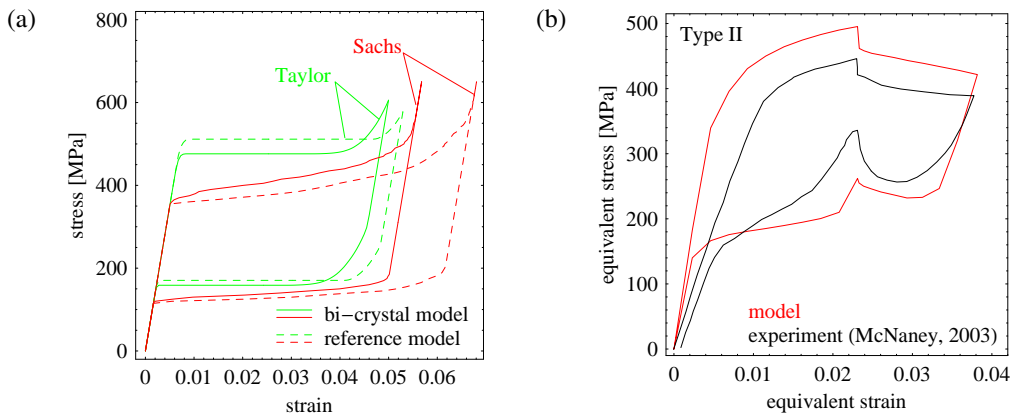 (a)
800
600
400
200
0
stress [MPa]
Sachs
Taylor
bi−crystal model
reference model
0 0.01 0.02 0.03 0.04 0.05 0.06
strain
(b)
500
400
300
200
100
0
equivalent stress [MPa]
Type II
model
experiment (McNaney, 2003)
0 0.01 0.02 0.03 0.04
equivalent strain